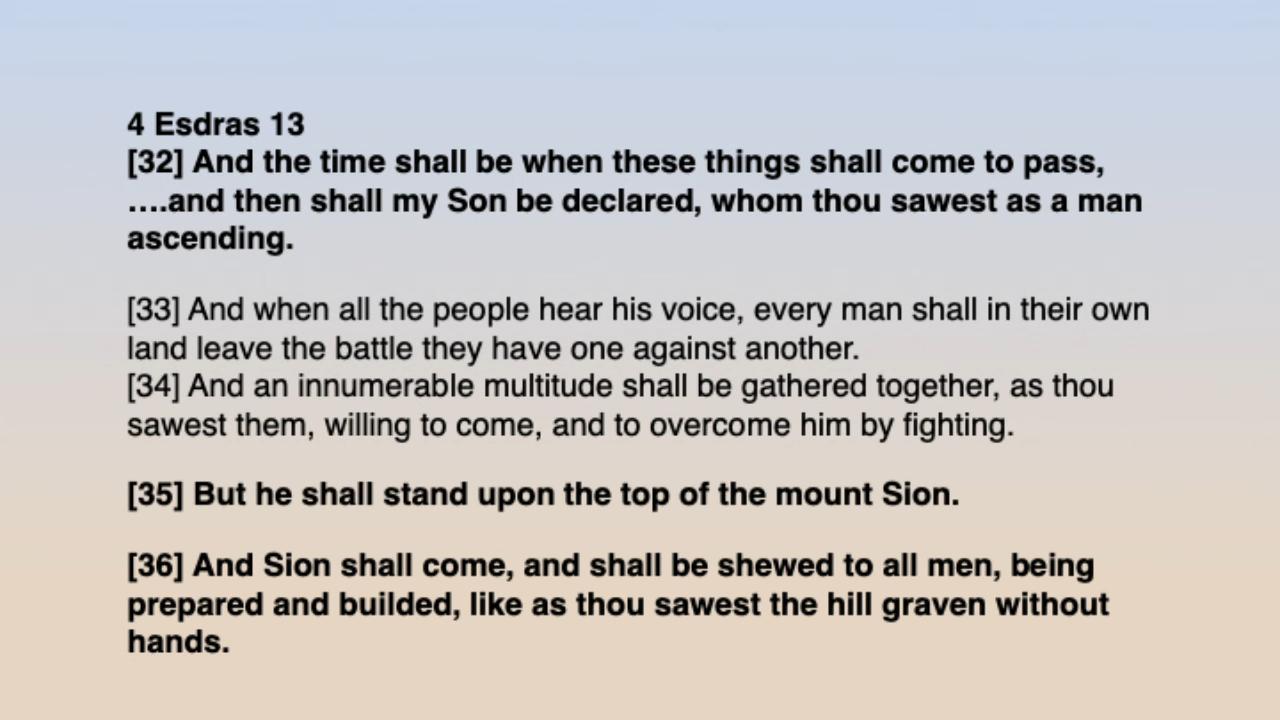 4 Esdras 13
[32] And the time shall be when these things shall come to pass,
....and then shall my Son be declared, whom thou sawest as a man
ascending.
[33] And when all the people hear his voice, every man shall in their own
land leave the battle they have one against another.
[34] And an innumerable multitude shall be gathered together, as thou
sawest them, willing to come, and to overcome him by fighting.
[35] But he shall stand upon the top of the mount Sion.
[36] And Sion shall come, and shall be shewed to all men, being
prepared and builded, like as thou sawest the hill graven without
hands.